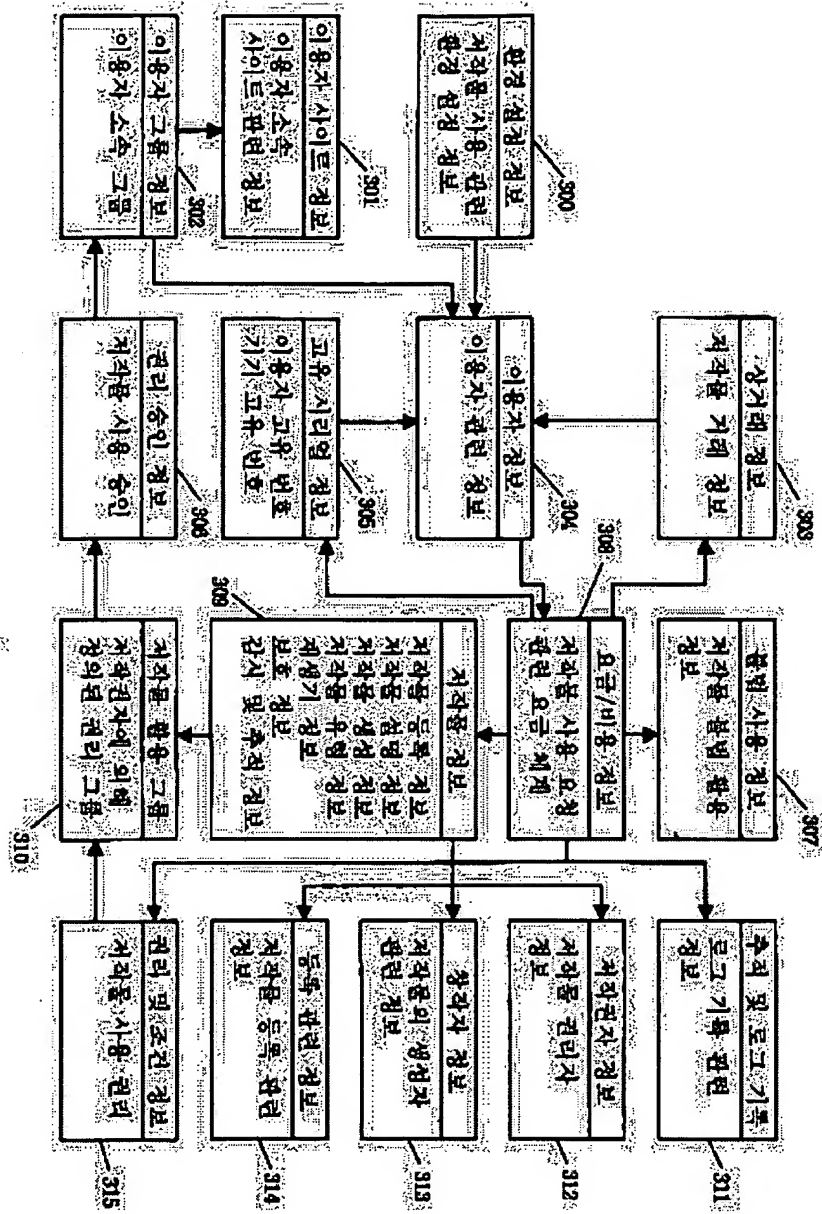 환경 설정 정보
저작물 사용 관련
환경 설정 정보
300
이용자 사이트 정보
이용자 소속
사이트 관련 정보
301
이용자 그룹 정보
이용자 소속 그룹
302
상거래 정보
저작물 거래 정보
303
이용자 정보
이용자 관련 정보
304
고유 시리얼 정보
이용자 고유 번호
기기 고유 번호
305
권리 승인 정보
저작물 사용 승인
306
불법 사용 정보
저작물 불법 활용
정보
307
요금/비용 정보
저작물 사용 요청
관련 요금 체계
308
저작물 정보
저작물 등록 정보
저작물 설명 정보
저작물 생성 정보
저작물 유형 정보
재생기 정보
보호 정보
감시 및 추적 정보
309
저작물 활용 그룹
저작권자에 의해
정의된 권리 그룹
310
추적 및 로그 기록
로그 기록 관련
정보
311
저작권자 정보
저작물 권리자
정보
312
창작자 정보
저작물의 생성자
관련 정보
313
등록 관련 정보
저작물 등록 관련
정보
314
권리 및 조건 정보
저작물 사용 권리
315